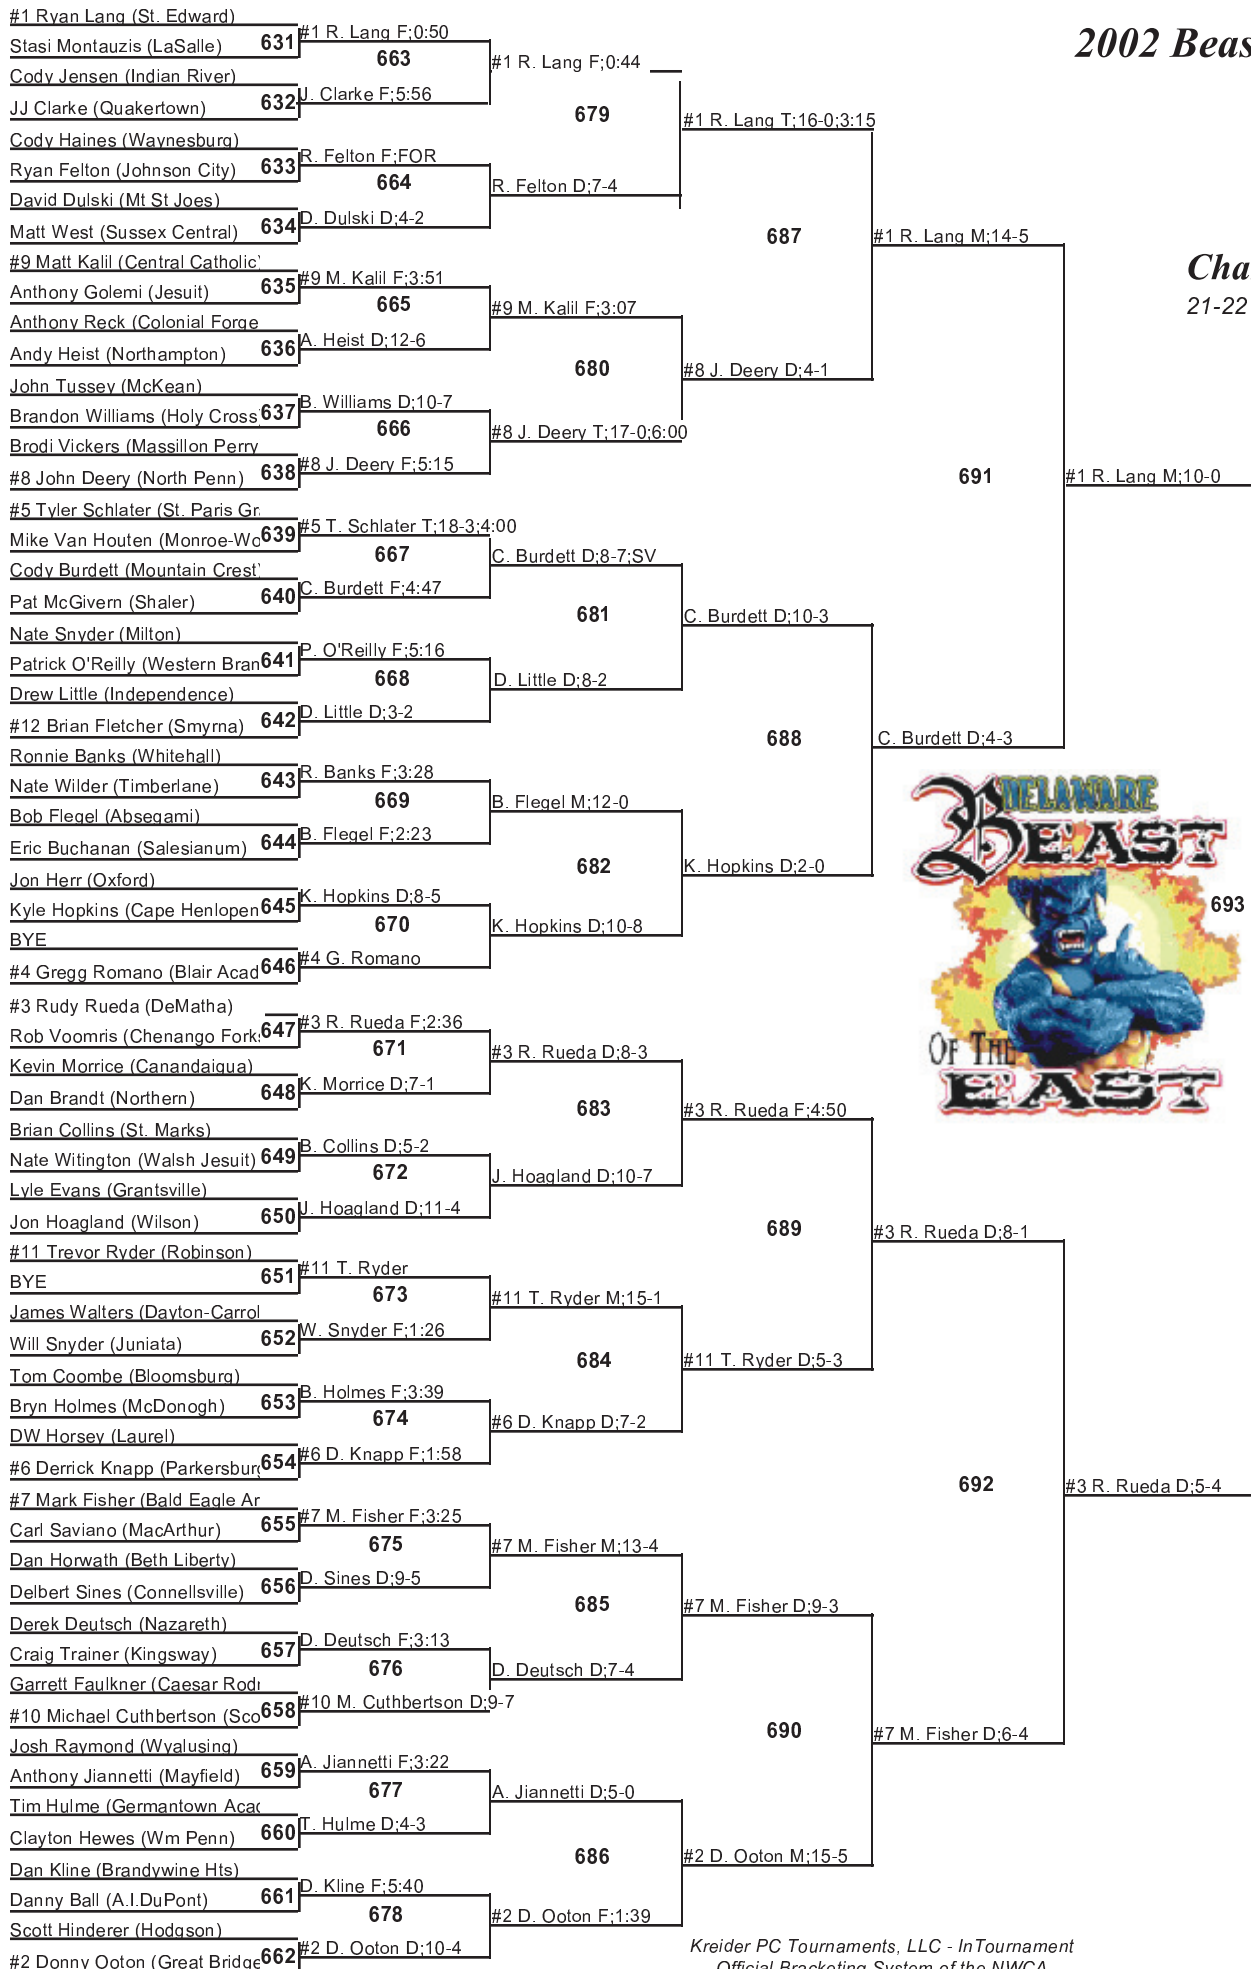 #1 Ryan Lang (St. Edward)
Stasi Montauzis (LaSalle)
631
Cody Jensen (Indian River)
JJ Clarke (Quakertown)
632
Cody Haines (Waynesburg)
Ryan Felton (Johnson City)
633
David Dulski (Mt St Joes)
Matt West (Sussex Central)
634
#9 Matt Kalil (Central Catholic)
Anthony Golemi (Jesuit)
635
Anthony Reck (Colonial Forge
Andy Heist (Northampton)
636
John Tussey (McKean)
Brandon Williams (Holy Cross
637
Brodi Vickers (Massillon Perry
#8 John Deery (North Penn)
638
#5 Tyler Schlater (St. Paris Gr
Mike Van Houten (Monroe-Wo
639
Cody Burdett (Mountain Crest)
Pat McGivern (Shaler)
640
Nate Snyder (Milton)
Patrick O'Reilly (Western Bran
641
Drew Little (Independence)
#12 Brian Fletcher (Smyrna)
642
Ronnie Banks (Whitehall)
Nate Wilder (Timberlane)
643
Bob Flegel (Absegami)
Eric Buchanan (Salesianum)
644
Jon Herr (Oxford)
Kyle Hopkins (Cape Henlopen
645
BYE
#4 Gregg Romano (Blair Acad
646
#3 Rudy Rueda (DeMatha)
Rob Voomris (Chenango Forks
647
Kevin Morrice (Canandaigua)
Dan Brandt (Northern)
648
Brian Collins (St. Marks)
Nate Witington (Walsh Jesuit)
649
Lyle Evans (Grantsville)
Jon Hoagland (Wilson)
650
#11 Trevor Ryder (Robinson)
BYE
651
James Walters (Dayton-Carrol
Will Snyder (Juniata)
652
Tom Coombe (Bloomsburg)
Bryn Holmes (McDonogh)
653
DW Horsey (Laurel)
#6 Derrick Knapp (Parkersburg
654
#7 Mark Fisher (Bald Eagle Ar
Carl Saviano (MacArthur)
655
Dan Horwath (Beth Liberty)
Delbert Sines (Connellsville)
656
Derek Deutsch (Nazareth)
Craig Trainer (Kingsway)
657
Garrett Faulkner (Caesar Rodr
#10 Michael Cuthbertson (Sco
658
Josh Raymond (Wyalusing)
Anthony Jiannetti (Mayfield)
659
Tim Hulme (Germantown Acad
Clayton Hewes (Wm Penn)
660
Dan Kline (Brandywine Hts)
Danny Ball (A.I.DuPont)
661
Scott Hinderer (Hodgson)
#2 Donny Ooton (Great Bridge
662
#1 R. Lang F;0:50
663
J. Clarke F;5:56
R. Felton F;FOR
664
D. Dulski D;4-2
#9 M. Kalil F;3:51
665
A. Heist D;12-6
B. Williams D;10-7
666
#8 J. Deery F;5:15
#5 T. Schlater T;18-3;4:00
667
C. Burdett F;4:47
P. O'Reilly F;5:16
668
D. Little D;3-2
R. Banks F;3:28
669
B. Flegel F;2:23
K. Hopkins D;8-5
670
#4 G. Romano
#3 R. Rueda F;2:36
671
K. Morrice D;7-1
B. Collins D;5-2
672
J. Hoagland D;11-4
#11 T. Ryder
673
W. Snyder F;1:26
B. Holmes F;3:39
674
#6 D. Knapp F;1:58
#7 M. Fisher F;3:25
675
D. Sines D;9-5
D. Deutsch F;3:13
676
#10 M. Cuthbertson D;9-7
A. Jiannetti F;3:22
677
T. Hulme D;4-3
D. Kline F;5:40
678
#2 D. Ooton D;10-4
#1 R. Lang F;0:44
679
R. Felton D;7-4
#9 M. Kalil F;3:07
680
#8 J. Deery T;17-0;6:00
C. Burdett D;8-7;SV
681
D. Little D;8-2
B. Flegel M;12-0
682
K. Hopkins D;10-8
#3 R. Rueda D;8-3
683
J. Hoagland D;10-7
#11 T. Ryder M;15-1
684
#6 D. Knapp D;7-2
#7 M. Fisher M;13-4
685
D. Deutsch D;7-4
A. Jiannetti D;5-0
686
#2 D. Ooton F;1:39
#1 R. Lang T;16-0;3:15
687
#8 J. Deery D;4-1
C. Burdett D;10-3
688
K. Hopkins D;2-0
#3 R. Rueda F;4:50
689
#11 T. Ryder D;5-3
#7 M. Fisher D;9-3
690
#2 D. Ooton M;15-5
#1 R. Lang M;14-5
691
C. Burdett D;4-3
#3 R. Rueda D;8-1
692
#7 M. Fisher D;6-4
#1 R. Lang M;10-0
693
#3 R. Rueda D;5-4
2002 Beas
Cha
21-22
DELAWARE
BEAST
OF THE
EAST
Kreider PC Tournaments, LLC - InTournament
Official Bracketing System of the NWCA